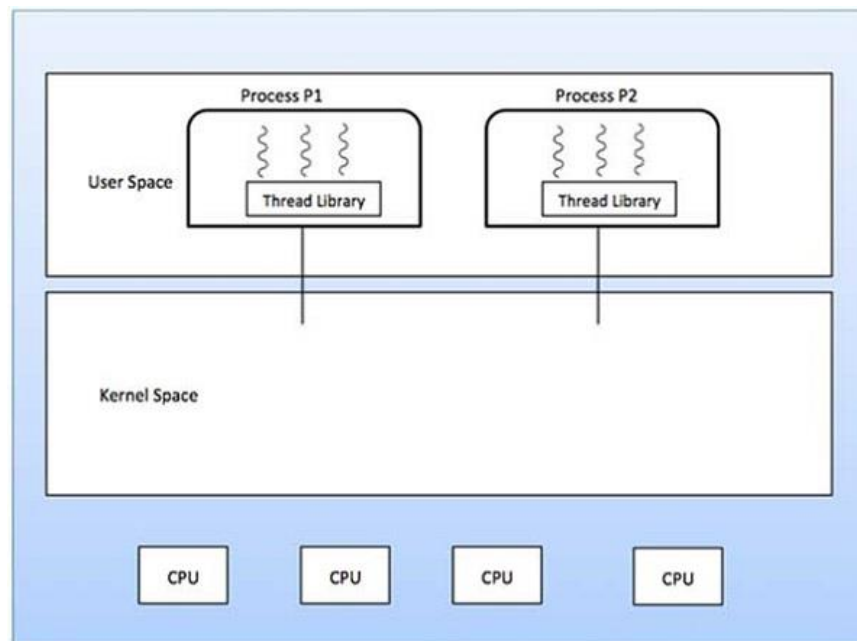 Process P1
Process P2
User Space
Thread Library
Thread Library
Kernel Space
CPU
CPU
CPU
CPU